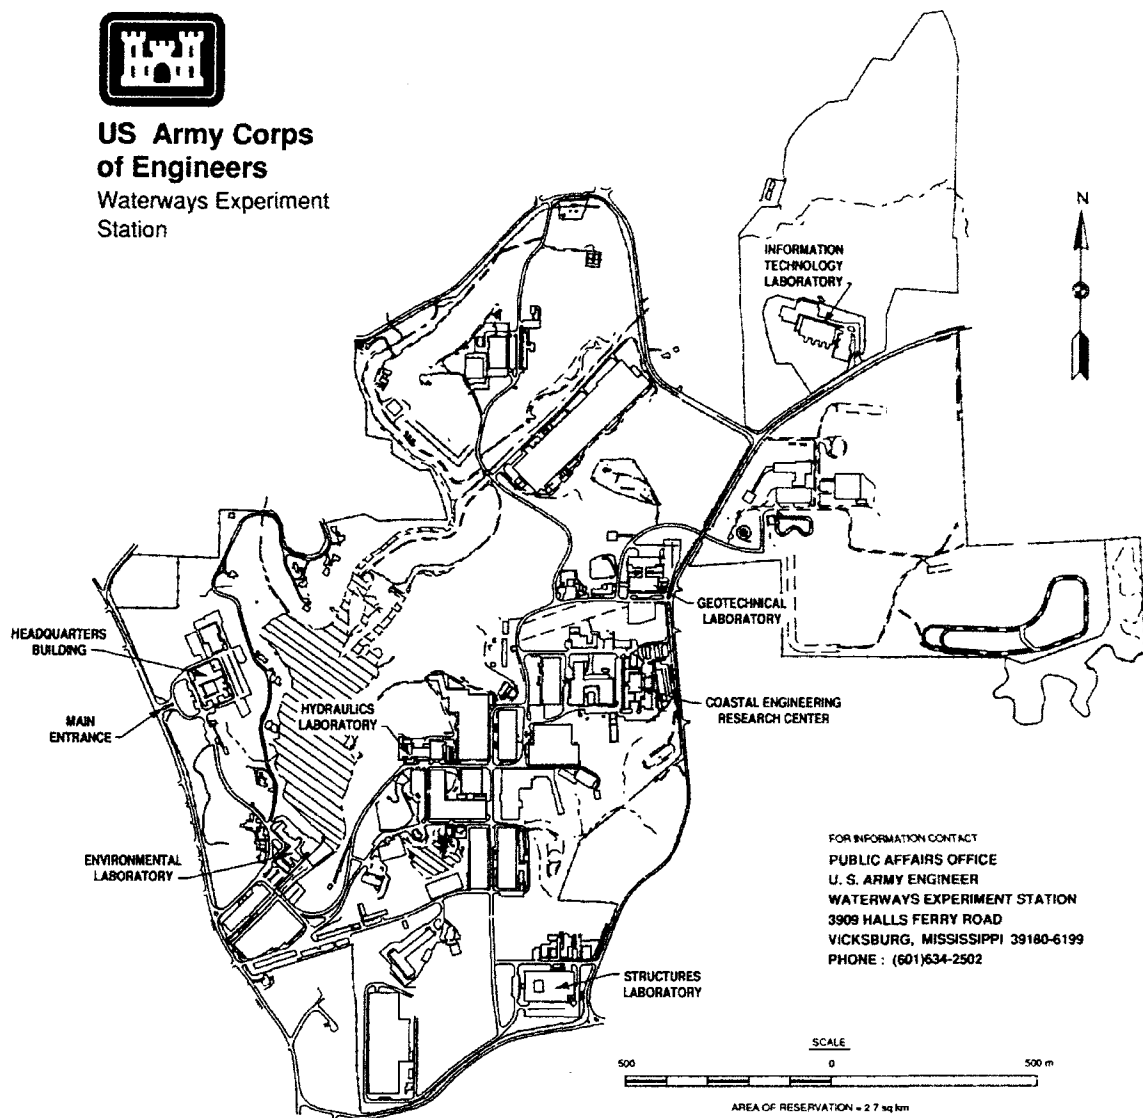 US Army Corps
of Engineers
Waterways Experiment
Station
N
INFORMATION
TECHNOLOGY
LABORATORY
GEOTECHNICAL
LABORATORY
HEADQUARTERS
BUILDING
MAIN
ENTRANCE
HYDRAULICS
LABORATORY
COASTAL ENGINEERING
RESEARCH CENTER
ENVIRONMENTAL
LABORATORY
STRUCTURES
LABORATORY
FOR INFORMATION CONTACT
PUBLIC AFFAIRS OFFICE
U. S. ARMY ENGINEER
WATERWAYS EXPERIMENT STATION
3909 HALLS FERRY ROAD
VICKSBURG, MISSISSIPPI 39180-6199
PHONE : (601)634-2502
SCALE
500 0 500 m
AREA OF RESERVATION = 2.7 sq km